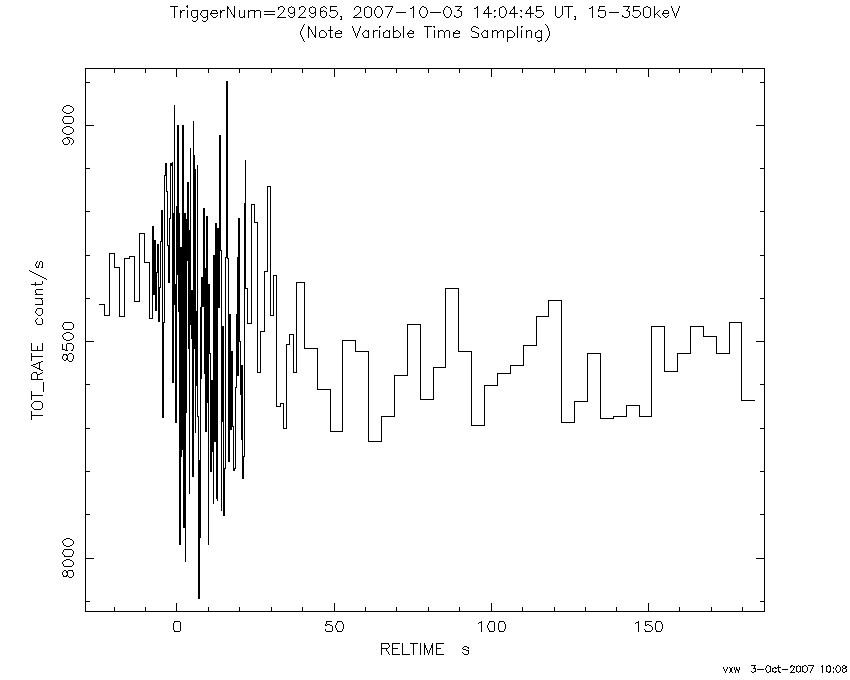 TriggerNum=292965, 2007-10-03 14:04:45 UT, 15-350keV
(Note Variable Time Sampling)
TOT_RATE count/s
9000
8500
8000
0 50 100 150
RELTIME s
vxw 3-Oct-2007 10:08